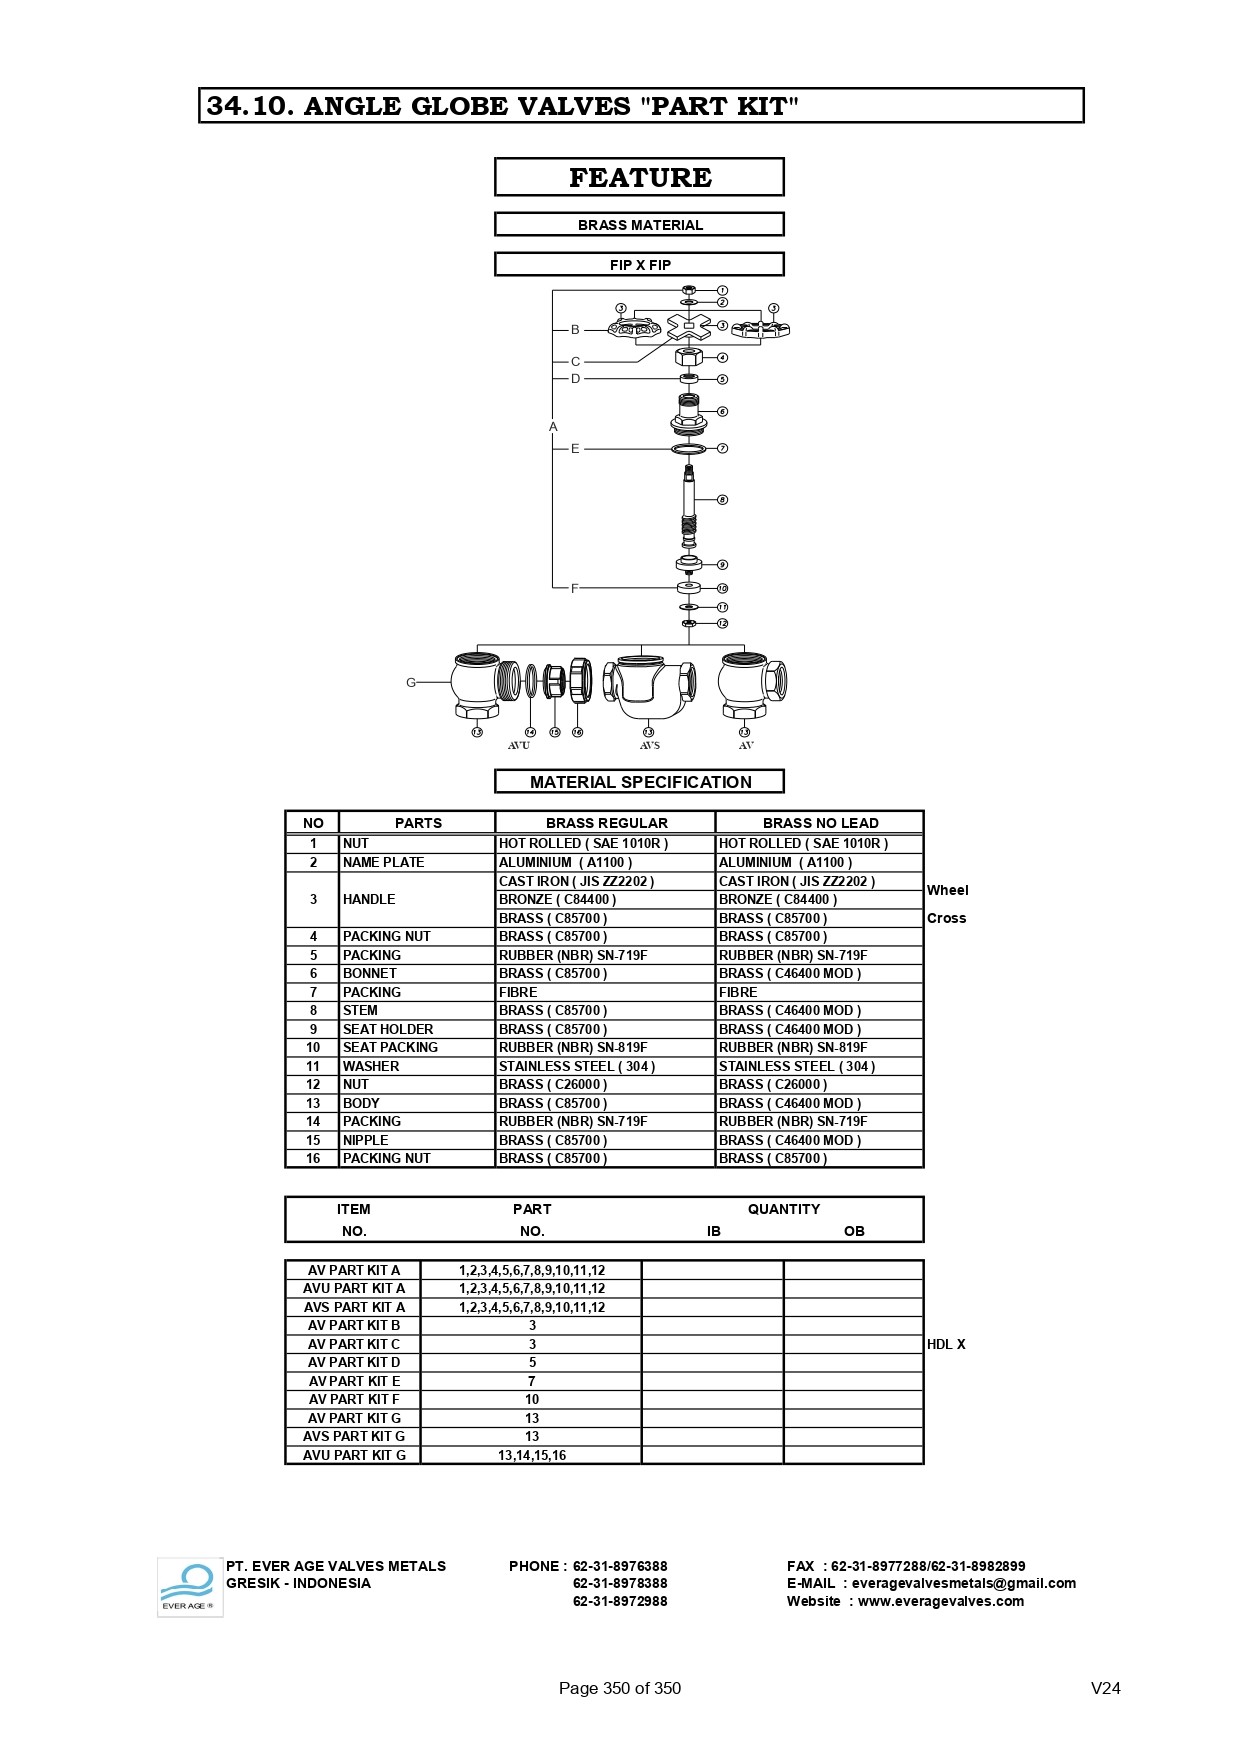 34.10. ANGLE GLOBE VALVES "PART KIT"
FEATURE
BRASS MATERIAL
FIP X FIP
1
2
3 3
B 3
C 4
D 5
6
A
E 7
8
9
F 10
11
12
G
13 14 15 16 13 13
AVU AVS AV
MATERIAL SPECIFICATION
NO PARTS BRASS REGULAR BRASS NO LEAD
1 NUT HOT ROLLED ( SAE 1010R ) HOT ROLLED ( SAE 1010R )
2 NAME PLATE ALUMINIUM ( A1100 ) ALUMINIUM ( A1100 )
3 HANDLE CAST IRON ( JIS ZZ2202 ) CAST IRON ( JIS ZZ2202 ) Wheel
BRONZE ( C84400 ) BRONZE ( C84400 )
BRASS ( C85700 ) BRASS ( C85700 ) Cross
4 PACKING NUT BRASS ( C85700 ) BRASS ( C85700 )
5 PACKING RUBBER (NBR) SN-719F RUBBER (NBR) SN-719F
6 BONNET BRASS ( C85700 ) BRASS ( C46400 MOD )
7 PACKING FIBRE FIBRE
8 STEM BRASS ( C85700 ) BRASS ( C46400 MOD )
9 SEAT HOLDER BRASS ( C85700 ) BRASS ( C46400 MOD )
10 SEAT PACKING RUBBER (NBR) SN-819F RUBBER (NBR) SN-819F
11 WASHER STAINLESS STEEL ( 304 ) STAINLESS STEEL ( 304 )
12 NUT BRASS ( C26000 ) BRASS ( C26000 )
13 BODY BRASS ( C85700 ) BRASS ( C46400 MOD )
14 PACKING RUBBER (NBR) SN-719F RUBBER (NBR) SN-719F
15 NIPPLE BRASS ( C85700 ) BRASS ( C46400 MOD )
16 PACKING NUT BRASS ( C85700 ) BRASS ( C85700 )
ITEM PART QUANTITY
NO. NO. IB OB
AV PART KIT A 1,2,3,4,5,6,7,8,9,10,11,12
AVU PART KIT A 1,2,3,4,5,6,7,8,9,10,11,12
AVS PART KIT A 1,2,3,4,5,6,7,8,9,10,11,12
AV PART KIT B 3
AV PART KIT C 3 HDL X
AV PART KIT D 5
AV PART KIT E 7
AV PART KIT F 10
AV PART KIT G 13
AVS PART KIT G 13
AVU PART KIT G 13,14,15,16
PT. EVER AGE VALVES METALS PHONE : 62-31-8976388 FAX : 62-31-8977288/62-31-8982899
GRESIK - INDONESIA 62-31-8978388 E-MAIL : everagevalvesmetals@gmail.com
EVER AGE ® 62-31-8972988 Website : www.everagevalves.com
Page 350 of 350 V24